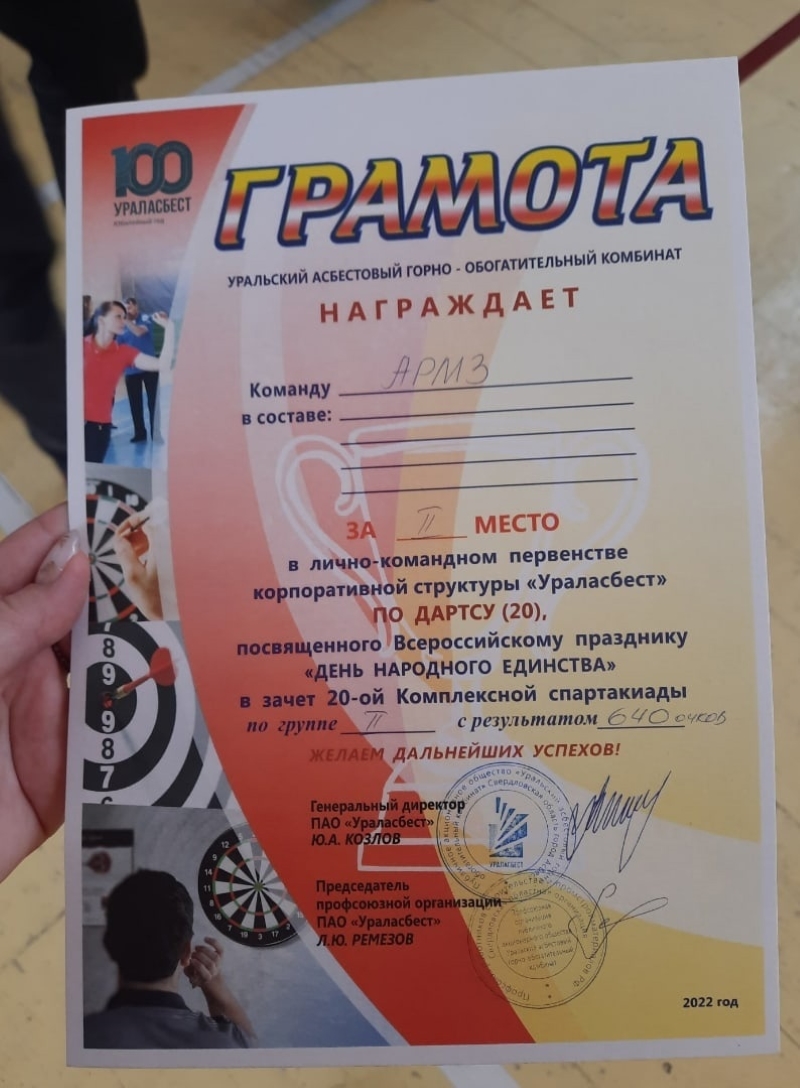 100
УРАЛАСБЕСТ
ГРАМОТА
УРАЛЬСКИЙ АСБЕСТОВЫЙ ГОРНО - ОБОГАТИТЕЛЬНЫЙ КОМБИНАТ
НАГРАЖДАЕТ
Команду АРМЗ
в составе:
ЗА II МЕСТО
в лично-командном первенстве
корпоративной структуры «Ураласбест»
ПО ДАРТСУ (20),
посвященного Всероссийскому празднику
«ДЕНЬ НАРОДНОГО ЕДИНСТВА»
в зачет 20-ой Комплексной спартакиады
по группе II с результатом 640 очков
ЖЕЛАЕМ ДАЛЬНЕЙШИХ УСПЕХОВ!
Генеральный директор
ПАО «Ураласбест»
Ю.А. КОЗЛОВ
УРАЛАСБЕСТ
Председатель
профсоюзной организации
ПАО «Ураласбест»
Л.Ю. РЕМЕЗОВ
2022 год